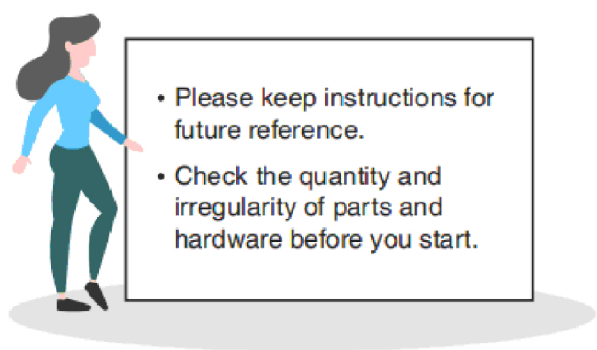 • Please keep instructions for
future reference.
• Check the quantity and
irregularity of parts and
hardware before you start.